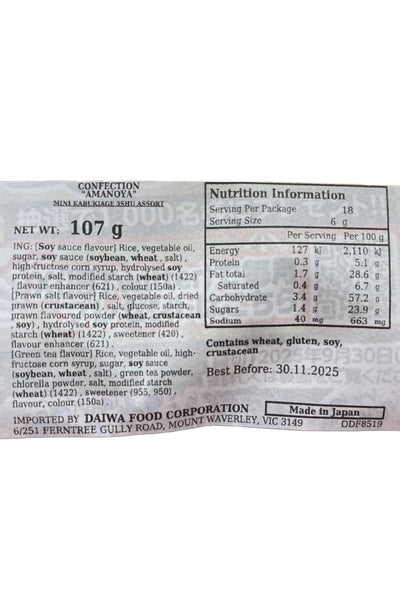 CONFECTION
"AMANOYA"
MINI KABUKIAGE 3SHU ASSORT
NET WT: 107 g
ING: [Soy sauce flavour] Rice, vegetable oil,
sugar, soy sauce (soybean, wheat , salt) ,
high-fructose corn syrup, hydrolysed soy
protein, salt, modified starch (wheat) (1422)
, flavour enhancer (621) , colour (150a) .
[Prawn salt flavour] Rice, vegetable oil, dried
prawn (crustacean) , salt, glucose, starch,
prawn flavoured powder (wheat, crustacean
, soy) , hydrolysed soy protein, modified
starch (wheat) (1422) , sweetener (420) ,
flavour enhancer (621) .
[Green tea flavour] Rice, vegetable oil, high-
fructose corn syrup, sugar, soy sauce
(soybean, wheat , salt) , green tea powder,
chlorella powder , salt, modified starch
(wheat) (1422) , sweetener (955, 950) ,
flavour, colour (150a) .
Nutrition Information
Serving Per Package 18
Serving Size 6 g
Per Serving Per 100 g
Energy 127 kJ 2,110 kJ
Protein 0.3 g 5.1 g
Fat total 1.7 g 28.6 g
Saturated 0.4 g 6.7 g
Carbohydrate 3.4 g 57.2 g
Sugars 1.4 g 23.9 g
Sodium 40 mg 663 mg
Contains wheat, gluten, soy,
crustacean
Best Before: 30.11.2025
Made in Japan
IMPORTED BY DAIWA FOOD CORPORATION
6/251 FERNTREE GULLY ROAD, MOUNT WAVERLEY, VIC 3149 ODF8519